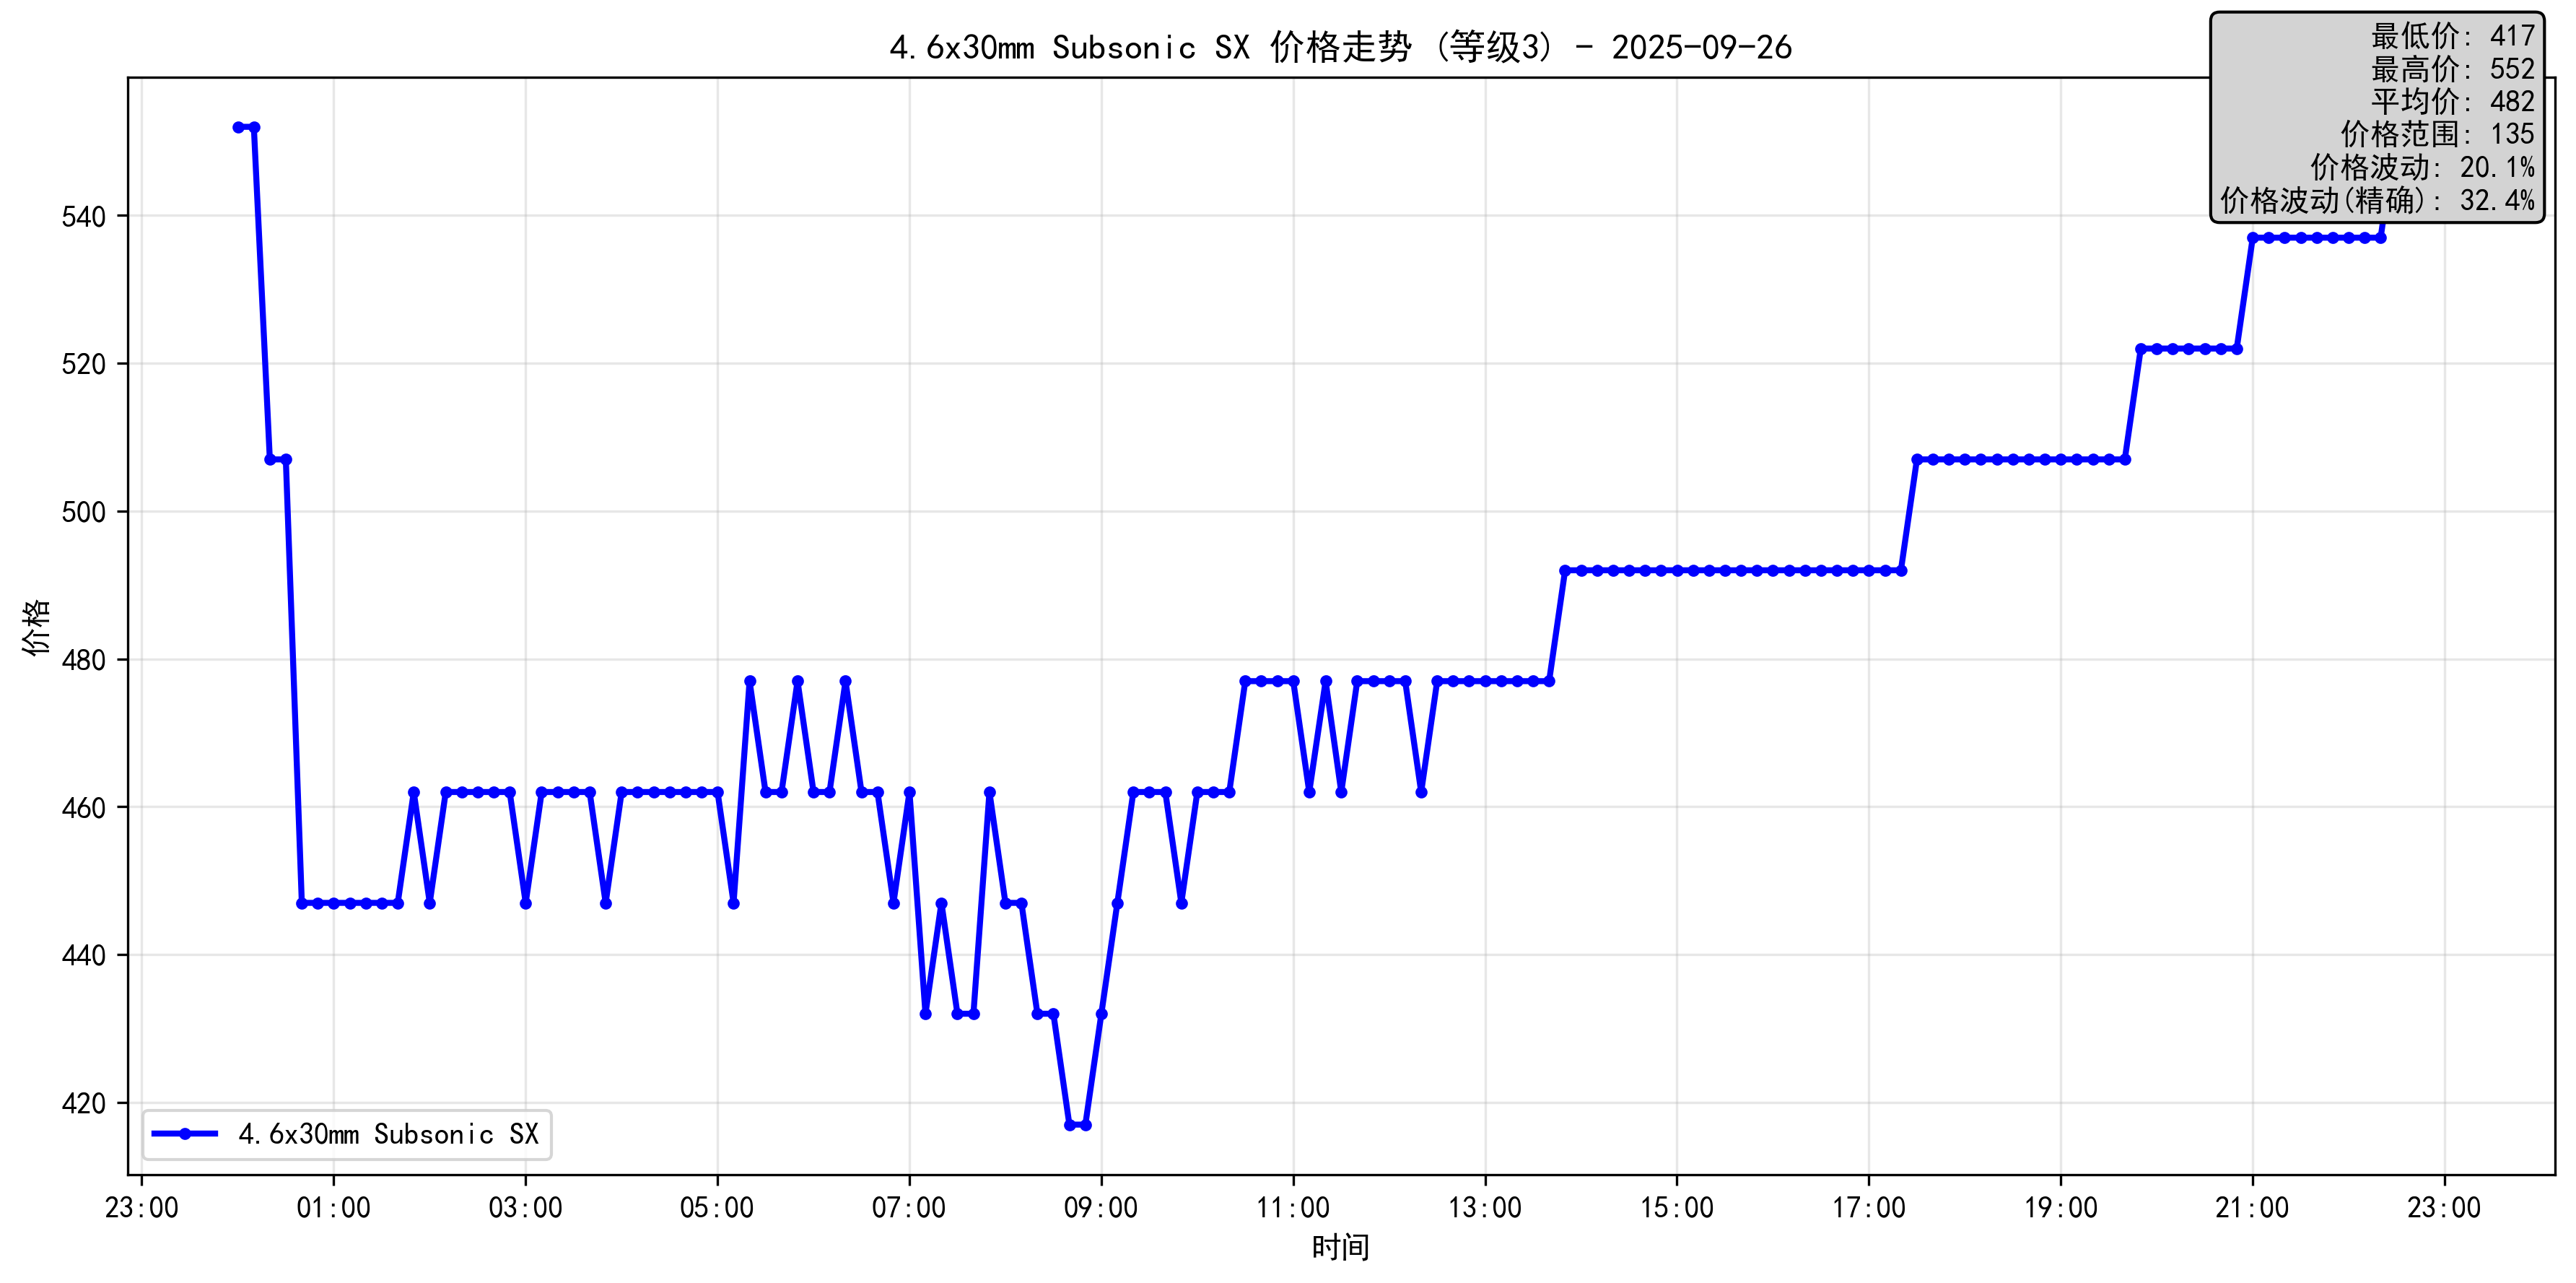 4.6x30mm Subsonic SX 价格走势 (等级3) - 2025-09-26
最低价: 417
最高价: 552
平均价: 482
价格范围: 135
价格波动: 20.1%
价格波动(精确): 32.4%
价格
540
520
500
480
460
440
420
4.6x30mm Subsonic SX
23:00 01:00 03:00 05:00 07:00 09:00 11:00 13:00 15:00 17:00 19:00 21:00 23:00
时间